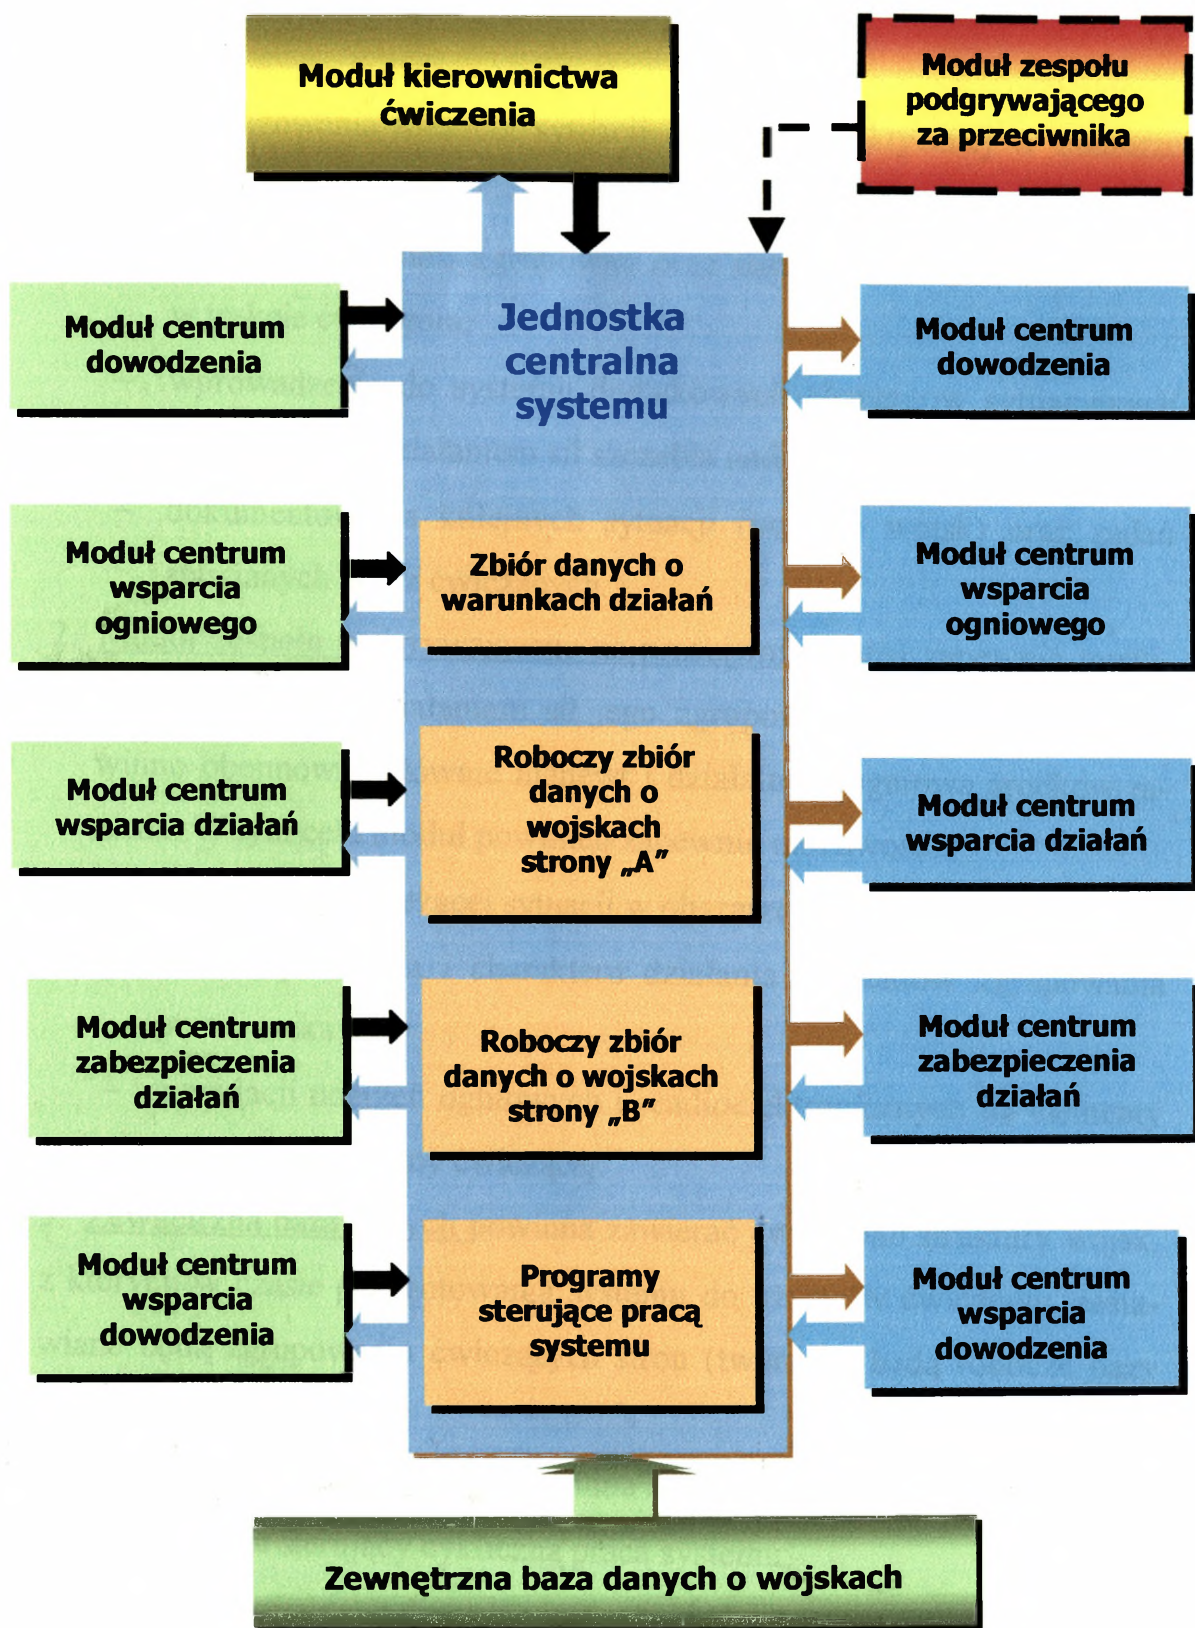 Moduł kierownictwa
ćwiczenia
Moduł zespołu
podgrywającego
za przeciwnika
Moduł centrum
dowodzenia
Jednostka
centralna
systemu
Moduł centrum
dowodzenia
Moduł centrum
wsparcia
ogniowego
Zbiór danych o
warunkach działań
Moduł centrum
wsparcia
ogniowego
Moduł centrum
wsparcia działań
Roboczy zbiór
danych o
wojskach
strony „A”
Moduł centrum
wsparcia działań
Moduł centrum
zabezpieczenia
działań
Roboczy zbiór
danych o wojskach
strony „B”
Moduł centrum
zabezpieczenia
działań
Moduł centrum
wsparcia
dowodzenia
Programy
sterujące pracą
systemu
Moduł centrum
wsparcia
dowodzenia
Zewnętrzna baza danych o wojskach